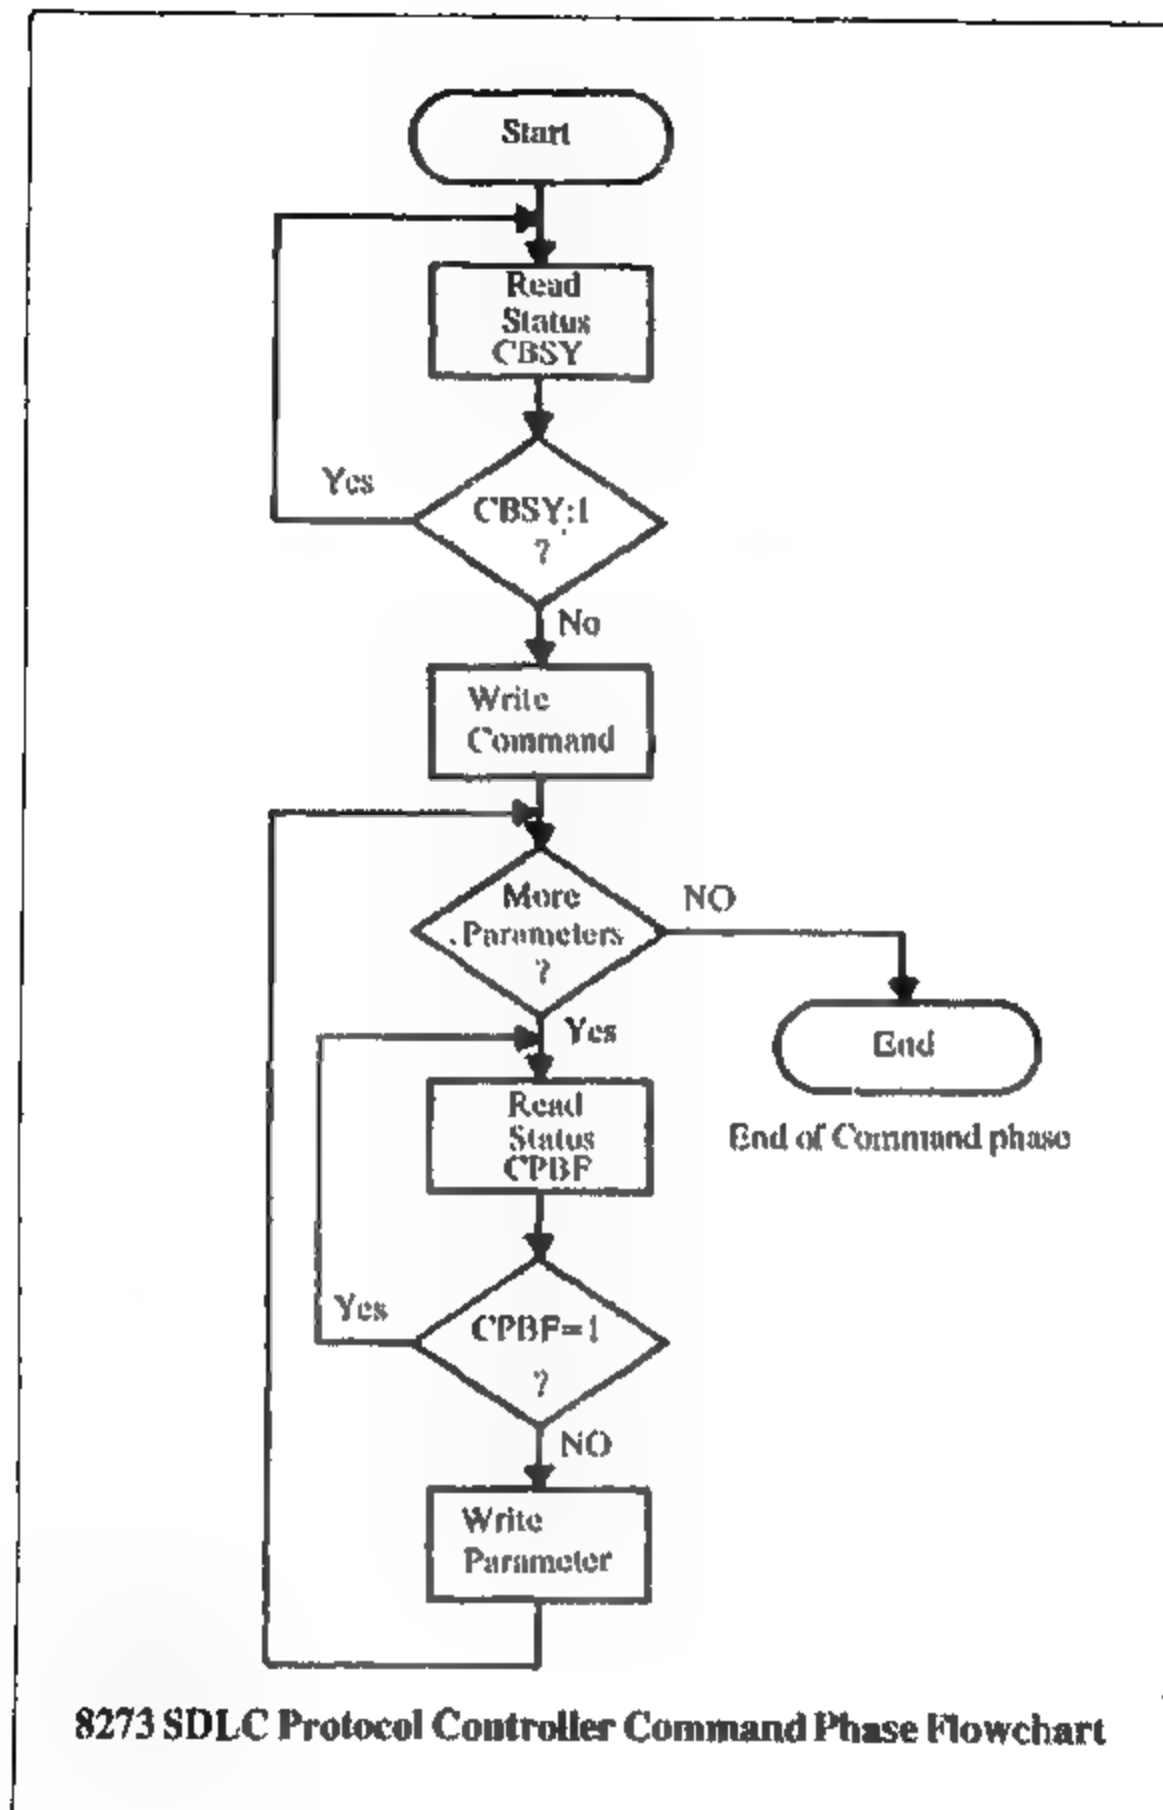 Start
Read
Status
CBSY
Yes
CBSY:1
?
No
Write
Command
More
Parameters
?
NO
Yes
End
End of Command phase
Read
Status
CPBF
Yes
CPBF=1
?
NO
Write
Parameter
8273 SDLC Protocol Controller Command Phase Flowchart